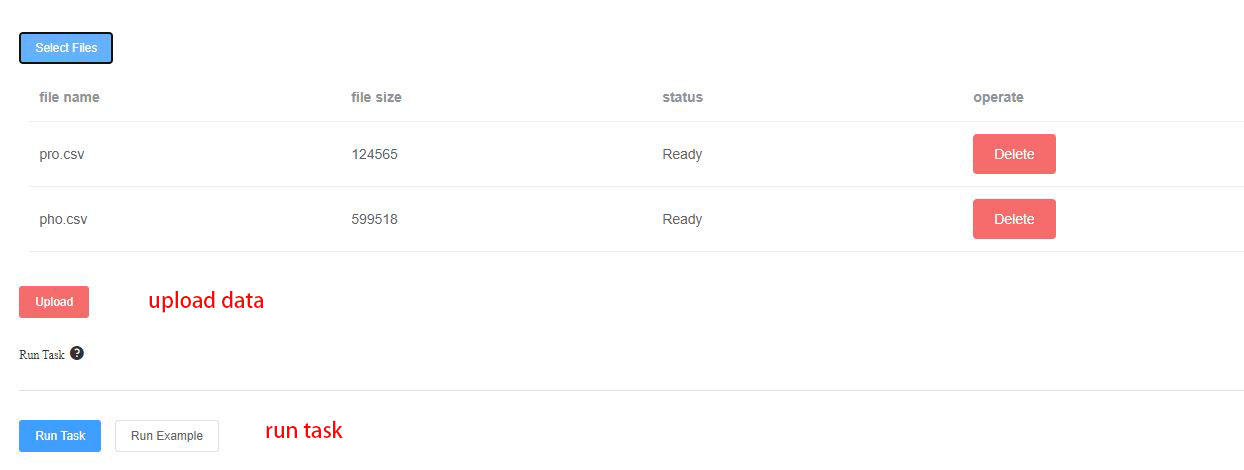 Select Files
file name file size status operate
pro.csv 124565 Ready Delete
pho.csv 599518 Ready Delete
Upload upload data
Run Task ?
Run Task Run Example run task